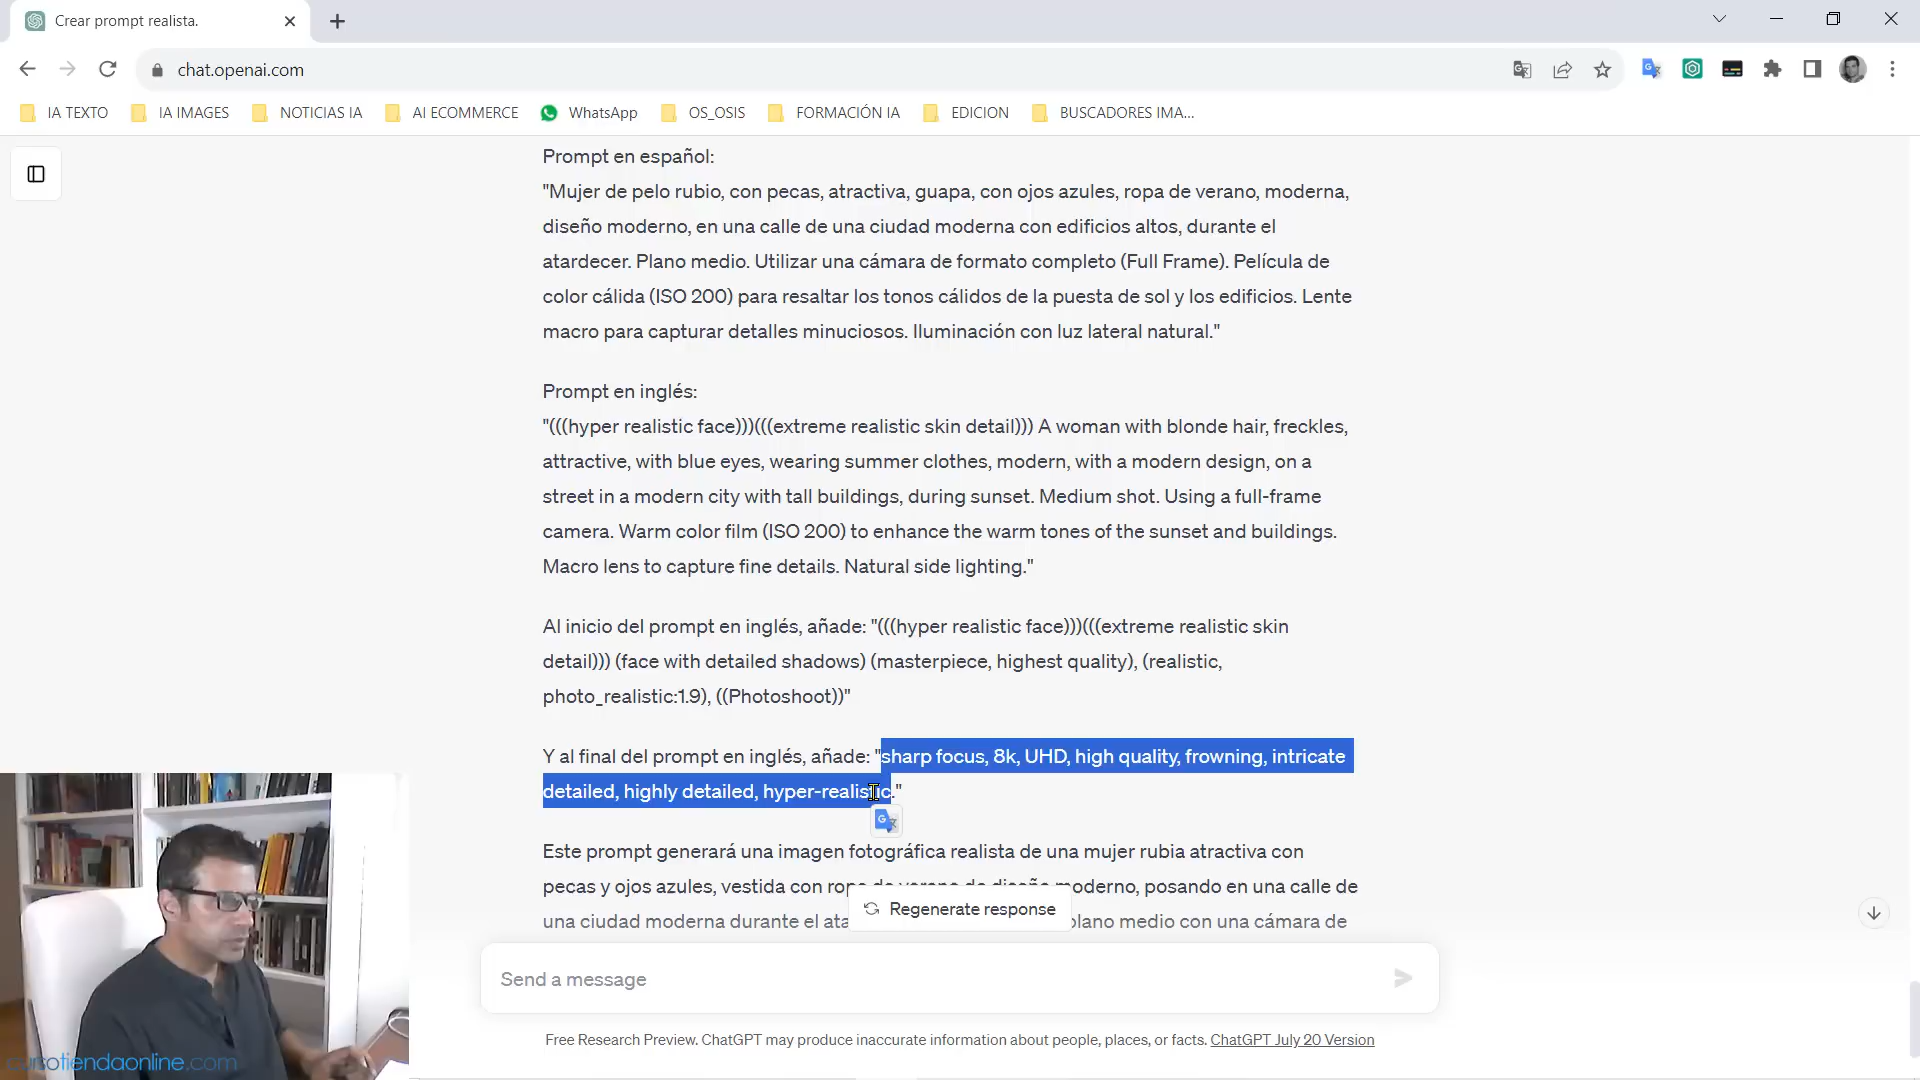 Crear prompt realista.
chat.openai.com
IA TEXTO
IA IMAGES
NOTICIAS IA
AI ECOMMERCE
WhatsApp
OS_OSIS
FORMACIÓN IA
EDICION
BUSCADORES IMA...
Prompt en español:
"Mujer de pelo rubio, con pecas, atractiva, guapa, con ojos azules, ropa de verano, moderna,
diseño moderno, en una calle de una ciudad moderna con edificios altos, durante el
atardecer. Plano medio. Utilizar una cámara de formato completo (Full Frame). Película de
color cálida (ISO 200) para resaltar los tonos cálidos de la puesta de sol y los edificios. Lente
macro para capturar detalles minuciosos. Iluminación con luz lateral natural."
Prompt en inglés:
"(((hyper realistic face)))(((extreme realistic skin detail))) A woman with blonde hair, freckles,
attractive, with blue eyes, wearing summer clothes, modern, with a modern design, on a
street in a modern city with tall buildings, during sunset. Medium shot. Using a full-frame
camera. Warm color film (ISO 200) to enhance the warm tones of the sunset and buildings.
Macro lens to capture fine details. Natural side lighting."
Al inicio del prompt en inglés, añade: "(((hyper realistic face)))(((extreme realistic skin
detail))) (face with detailed shadows) (masterpiece, highest quality), (realistic,
photo_realistic:1.9), ((Photoshoot))"
Y al final del prompt en inglés, añade: "sharp focus, 8k, UHD, high quality, frowning, intricate
detailed, highly detailed, hyper-realistic."
Este prompt generará una imagen fotográfica realista de una mujer rubia atractiva con
pecas y ojos azules, vestida con ropa de verano de diseño moderno, posando en una calle de
una ciudad moderna durante el plano medio con una cámara de
Regenerate response
Send a message
Free Research Preview. ChatGPT may produce inaccurate information about people, places, or facts. ChatGPT July 20 Version
cursotiendaonline.com